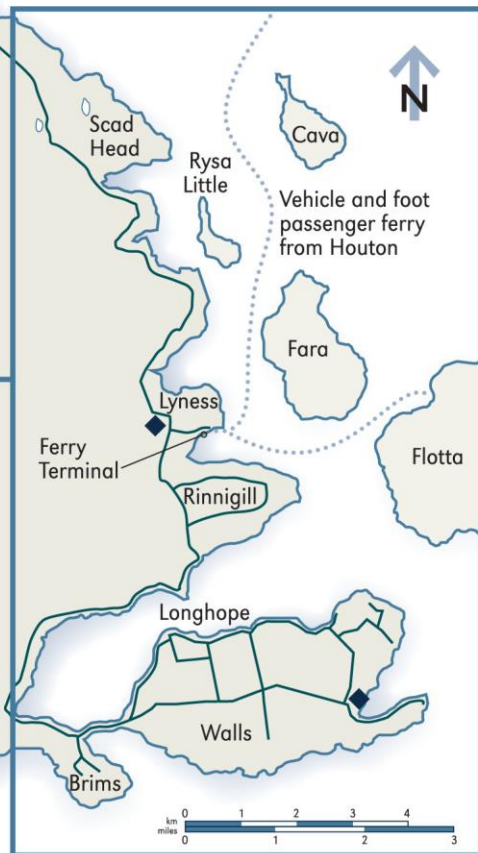 Scad
Head
Cava
N
Rysa
Little
Vehicle and foot
passenger ferry
from Houton
Fara
Lyness
Ferry
Terminal
Flotta
Rinnigill
Longhope
Walls
Brims
km 0 1 2 3 4
miles 0 1 2 3